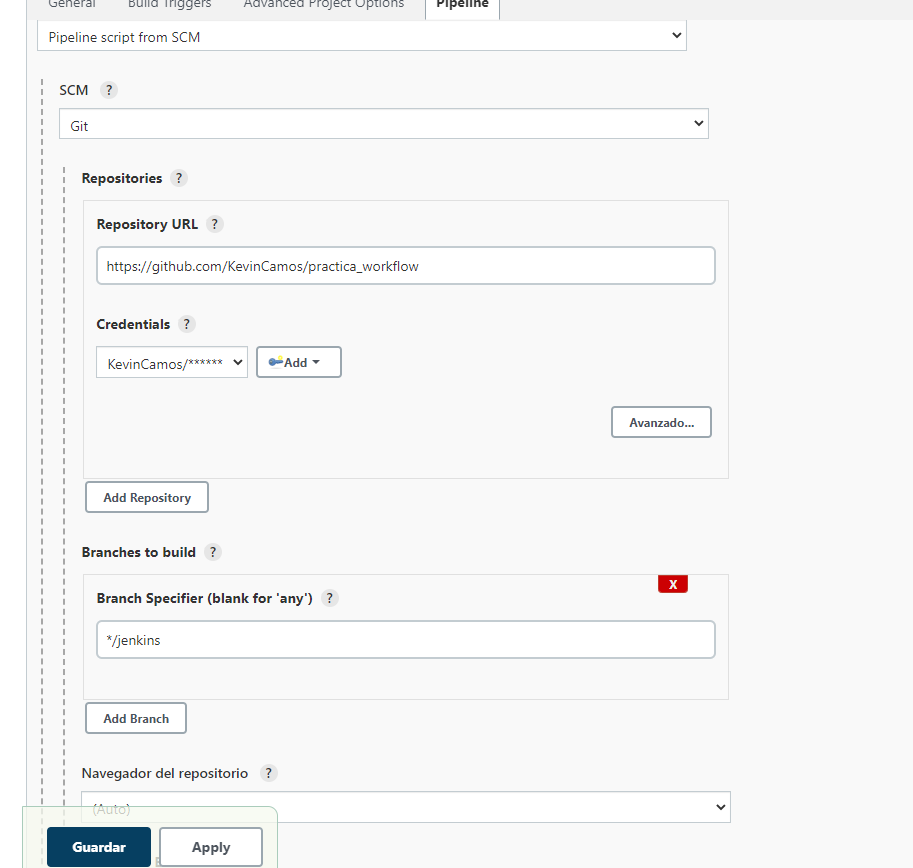 General Build Triggers Advanced Project Options Pipeline
Pipeline script from SCM
SCM ?
Git
Repositories ?
Repository URL ?
https://github.com/KevinCamos/practica_workflow
Credentials ?
KevinCamos/****** Add
Avanzado...
Add Repository
Branches to build ?
X
Branch Specifier (blank for 'any') ?
*/jenkins
Add Branch
Navegador del repositorio ?
(Auto)
Guardar Apply